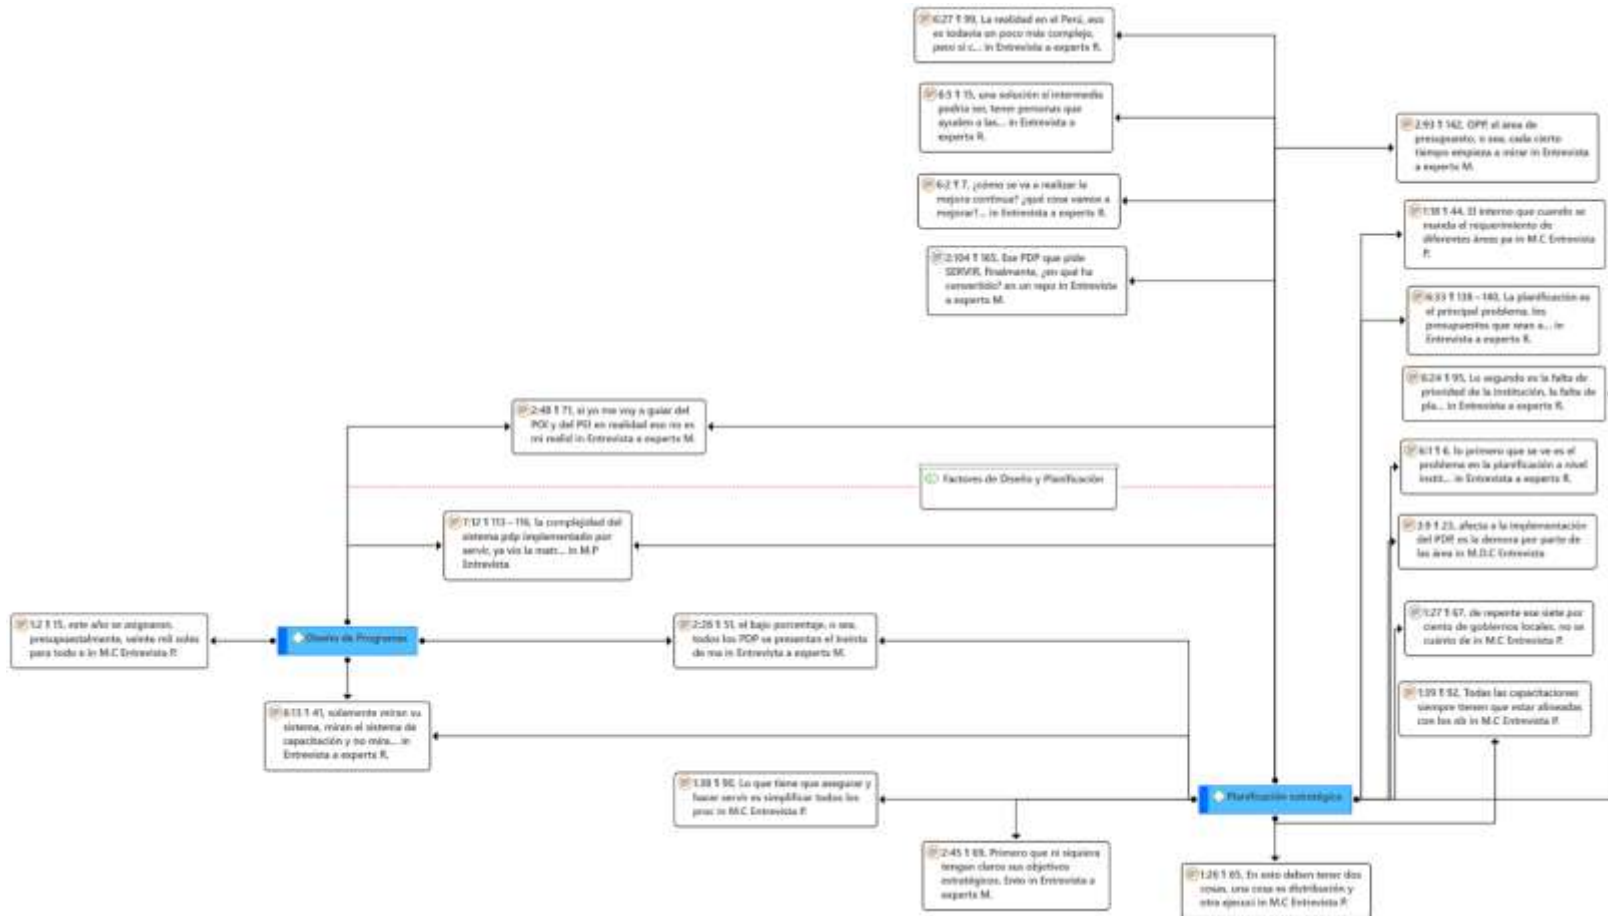 6:27 ¶ 99, La realidad en el Perú, eso
es todavía un poco más complejo,
pero si c... in Entrevista a experto R.
6:5 ¶ 15, una solución sí intermedia
podría ser, tener personas que
ayuden a las... in Entrevista a
experto R.
6:2 ¶ 7, ¿cómo se va a realizar la
mejora continua? ¿qué cosa vamos a
mejorar?... in Entrevista a experto R.
2:104 ¶ 165, Ese PDP que pide
SERVIR, finalmente, ¿en qué ha
convertido? en un repo in Entrevista
a experto M.
2:93 ¶ 142, OPP, el área de
presupuesto, o sea, cada cierto
tiempo empieza a mirar in Entrevista
a experto M.
1:18 ¶ 44, El interno que cuando se
manda el requerimiento de
diferentes áreas pa in M.C Entrevista
P.
6:33 ¶ 138 – 140, La planificación es
el principal problema, los
presupuestos que sean a... in
Entrevista a experto R.
6:24 ¶ 95, Lo segundo es la falta de
prioridad de la institución, la falta de
pla... in Entrevista a experto R.
6:1 ¶ 6, lo primero que se ve es el
problema en la planificación a nivel
instit... in Entrevista a experto R.
3:9 ¶ 23, afecta a la implementación
del PDP, es la demora por parte de
las área in M.D.C Entrevista
1:27 ¶ 67, de repente ese siete por
ciento de gobiernos locales, no se
cuánto de in M.C Entrevista P.
1:39 ¶ 92, Todas las capacitaciones
siempre tienen que estar alineadas
con los ob in M.C Entrevista P.
2:48 ¶ 71, si yo me voy a guiar del
POI y del PEI en realidad eso no es
mi realid in Entrevista a experto M.
Factores de Diseño y Planificación
7:12 ¶ 113 – 116, la complejidad del
sistema pdp implementado por
servir, ya vio la matr... in M.P
Entrevista
1:2 ¶ 15, este año se asignaron,
presupuestalmente, veinte mil soles
para todo e in M.C Entrevista P.
Diseño de Programas
2:28 ¶ 51, el bajo porcentaje, o sea,
todos los PDP se presentan el treinta
de ma in Entrevista a experto M.
6:13 ¶ 41, solamente miran su
sistema, miran el sistema de
capacitación y no mira... in
Entrevista a experto R.
1:38 ¶ 90, Lo que tiene que asegurar y
hacer servir es simplificar todos los
proc in M.C Entrevista P.
Planificación estratégica
2:45 ¶ 69, Primero que ni siquiera
tengan claros sus objetivos
estratégicos. Ento in Entrevista a
experto M.
1:26 ¶ 65, En esto deben tener dos
cosas, una cosa es distribución y
otra ejecuci in M.C Entrevista P.